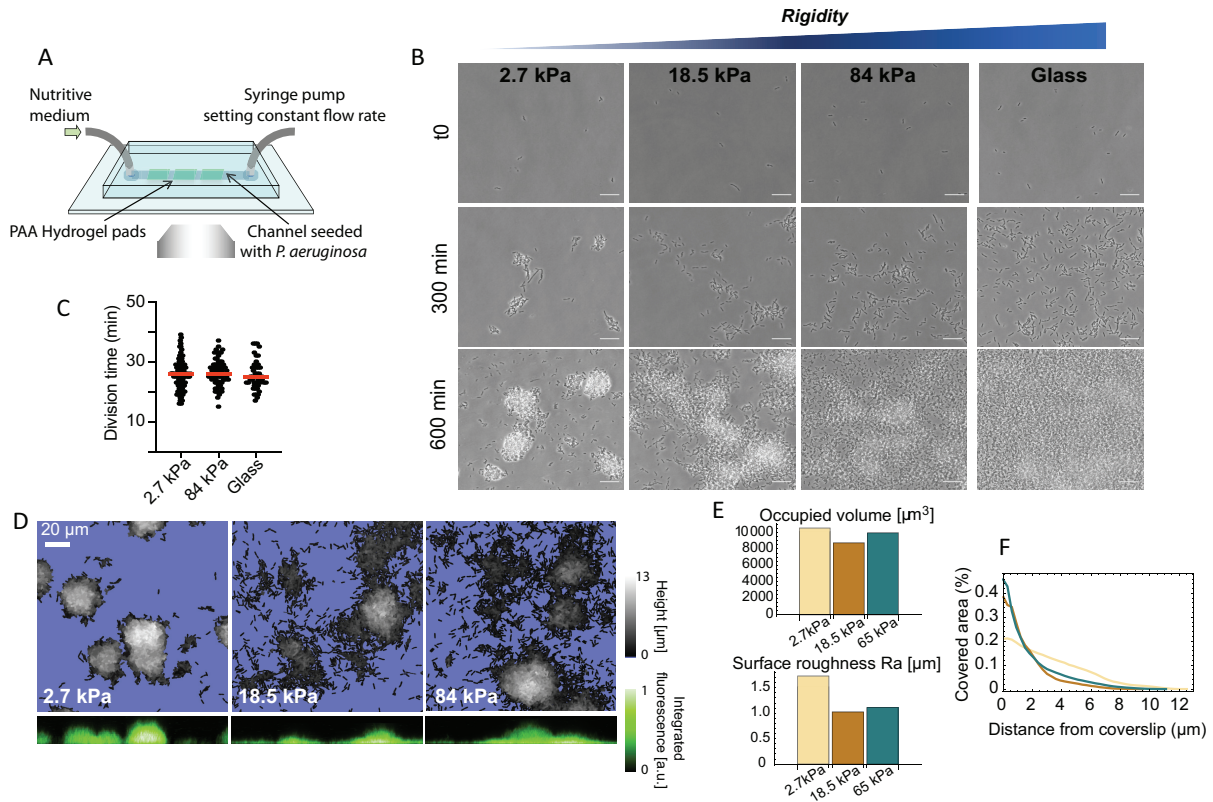 Rigidity
A
Nutritive
medium
Syringe pump
setting constant flow rate
PAA Hydrogel pads
Channel seeded
with P. aeruginosa
B
2.7 kPa
18.5 kPa
84 kPa
Glass
t0
300 min
600 min
C
Division time (min)
50
30
10
2.7 kPa
84 kPa
Glass
D
20 µm
2.7 kPa
18.5 kPa
84 kPa
13
Height [µm]
0
1
Integrated
fluorescence [a.u.]
0
E
Occupied volume [µm³]
10000
8000
6000
4000
2000
0
2.7kPa
18.5 kPa
65 kPa
Surface roughness Ra [µm]
1.5
1.0
0.5
0
2.7kPa
18.5 kPa
65 kPa
F
Covered area (%)
0.4
0.3
0.2
0.1
0
0 2 4 6 8 10 12
Distance from coverslip (µm)